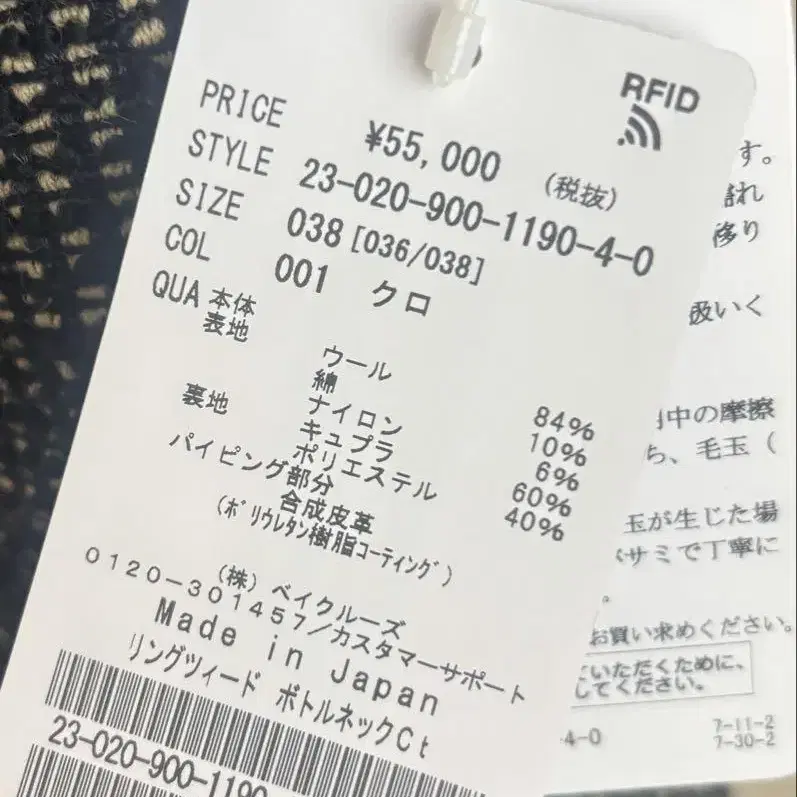 RFID
PRICE ¥55,000 (税抜)
STYLE 23-020-900-1190-4-0
SIZE 038 [036/038]
COL 001 クロ
QUA 本体
表地
ウール 84%
綿 10%
ナイロン 6%
裏地 キュプラ 60%
ポリエステル 40%
パイピング部分
合成皮革
(ポリウレタン樹脂コーティング)
(株) ベイクルーズ
0120-301457/カスタマーサポート
Made in Japan
リングツィード ボトルネックCt
23-020-900-1190
す。
移り
扱いく
中の摩擦
ち、毛玉(
玉が生じた場
サミで丁寧に
。
お買い求めください。
いただくために、
してください。
4-0
7-11-2
7-30-2